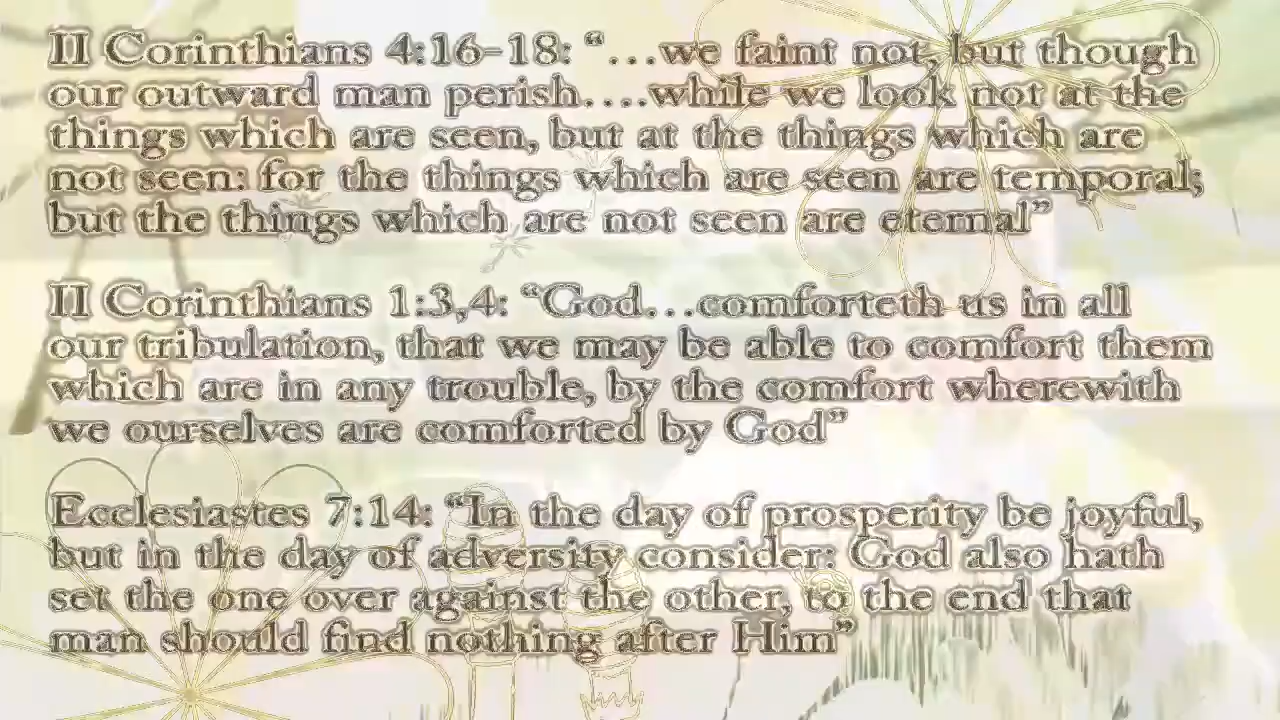 II Corinthians 4:16-18: “…we faint not, but though
our outward man perish….while we look not at the
things which are seen, but at the things which are
not seen: for the things which are seen are temporal;
but the things which are not seen are eternal”
II Corinthians 1:3,4: “God…comforteth us in all
our tribulation, that we may be able to comfort them
which are in any trouble, by the comfort wherewith
we ourselves are comforted by God”
Ecclesiastes 7:14: “In the day of prosperity be joyful,
but in the day of adversity consider: God also hath
set the one over against the other, to the end that
man should find nothing after Him”